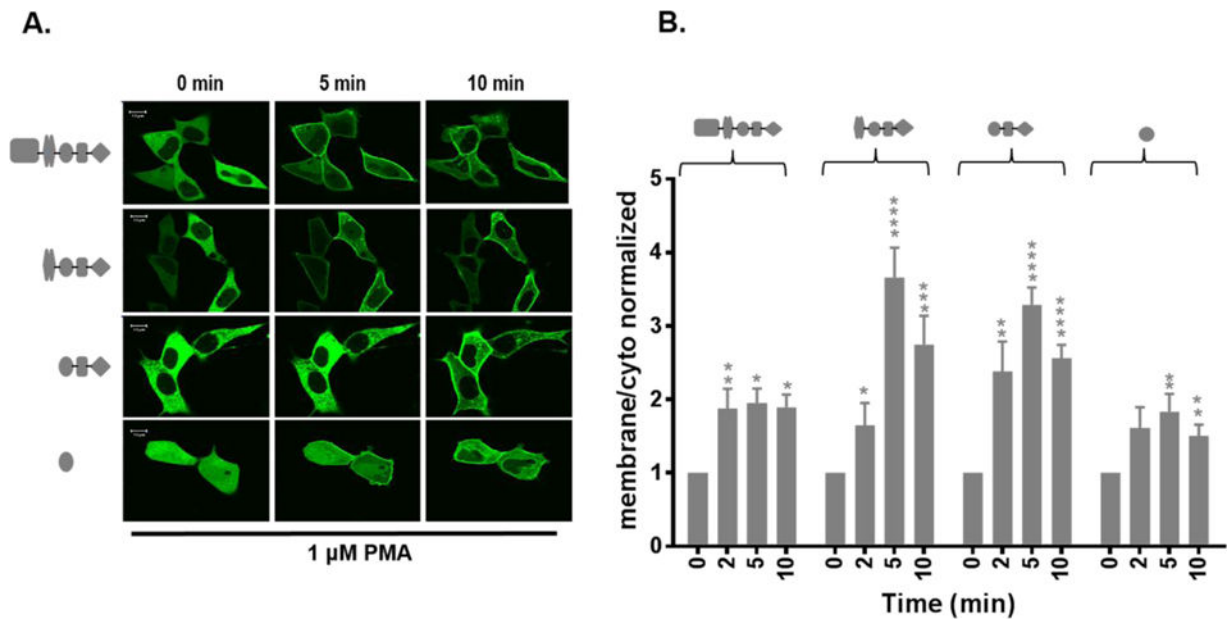 A.
B.
0 min 5 min 10 min
1 µM PMA
membrane/cyto normalized
5
4
3
2
1
0
** * *
* **** ***
** **** ****
** **
0 2 5 10 0 2 5 10 0 2 5 10 0 2 5 10
Time (min)